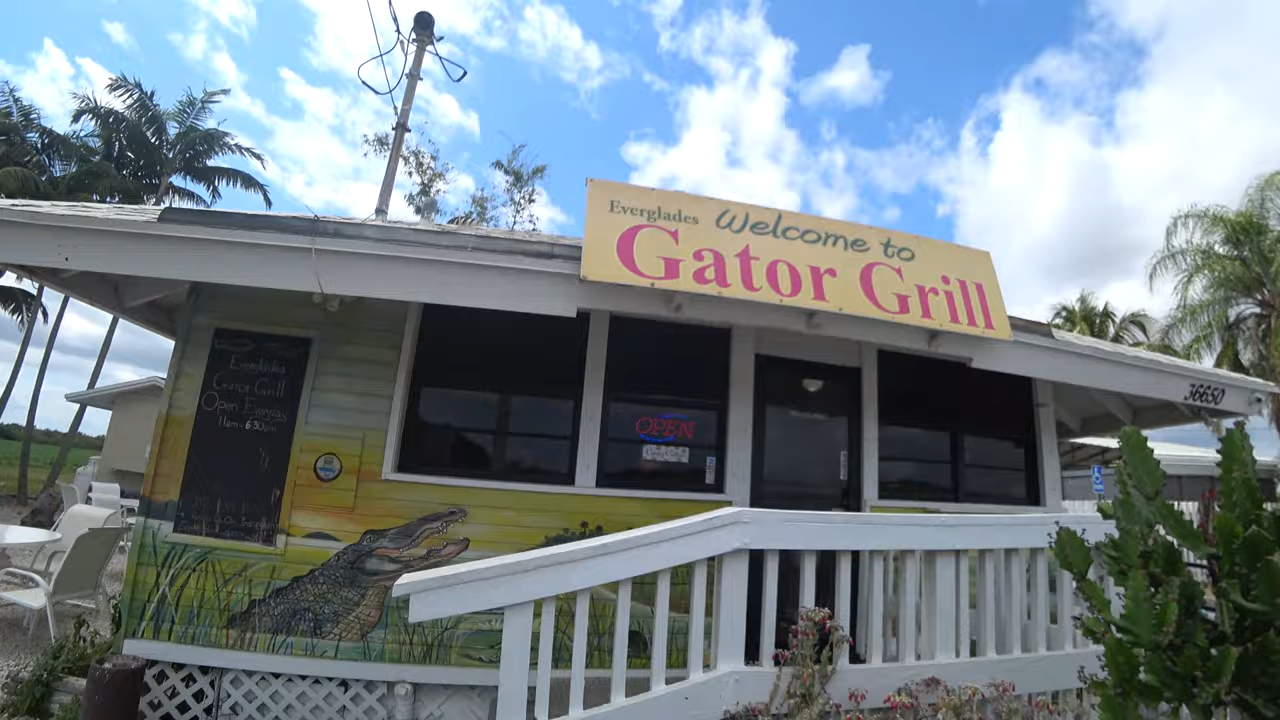 Everglades Welcome to
Gator Grill
36650
Everglades
Gator Grill
Open Everyday
11am-6:30pm
OPEN